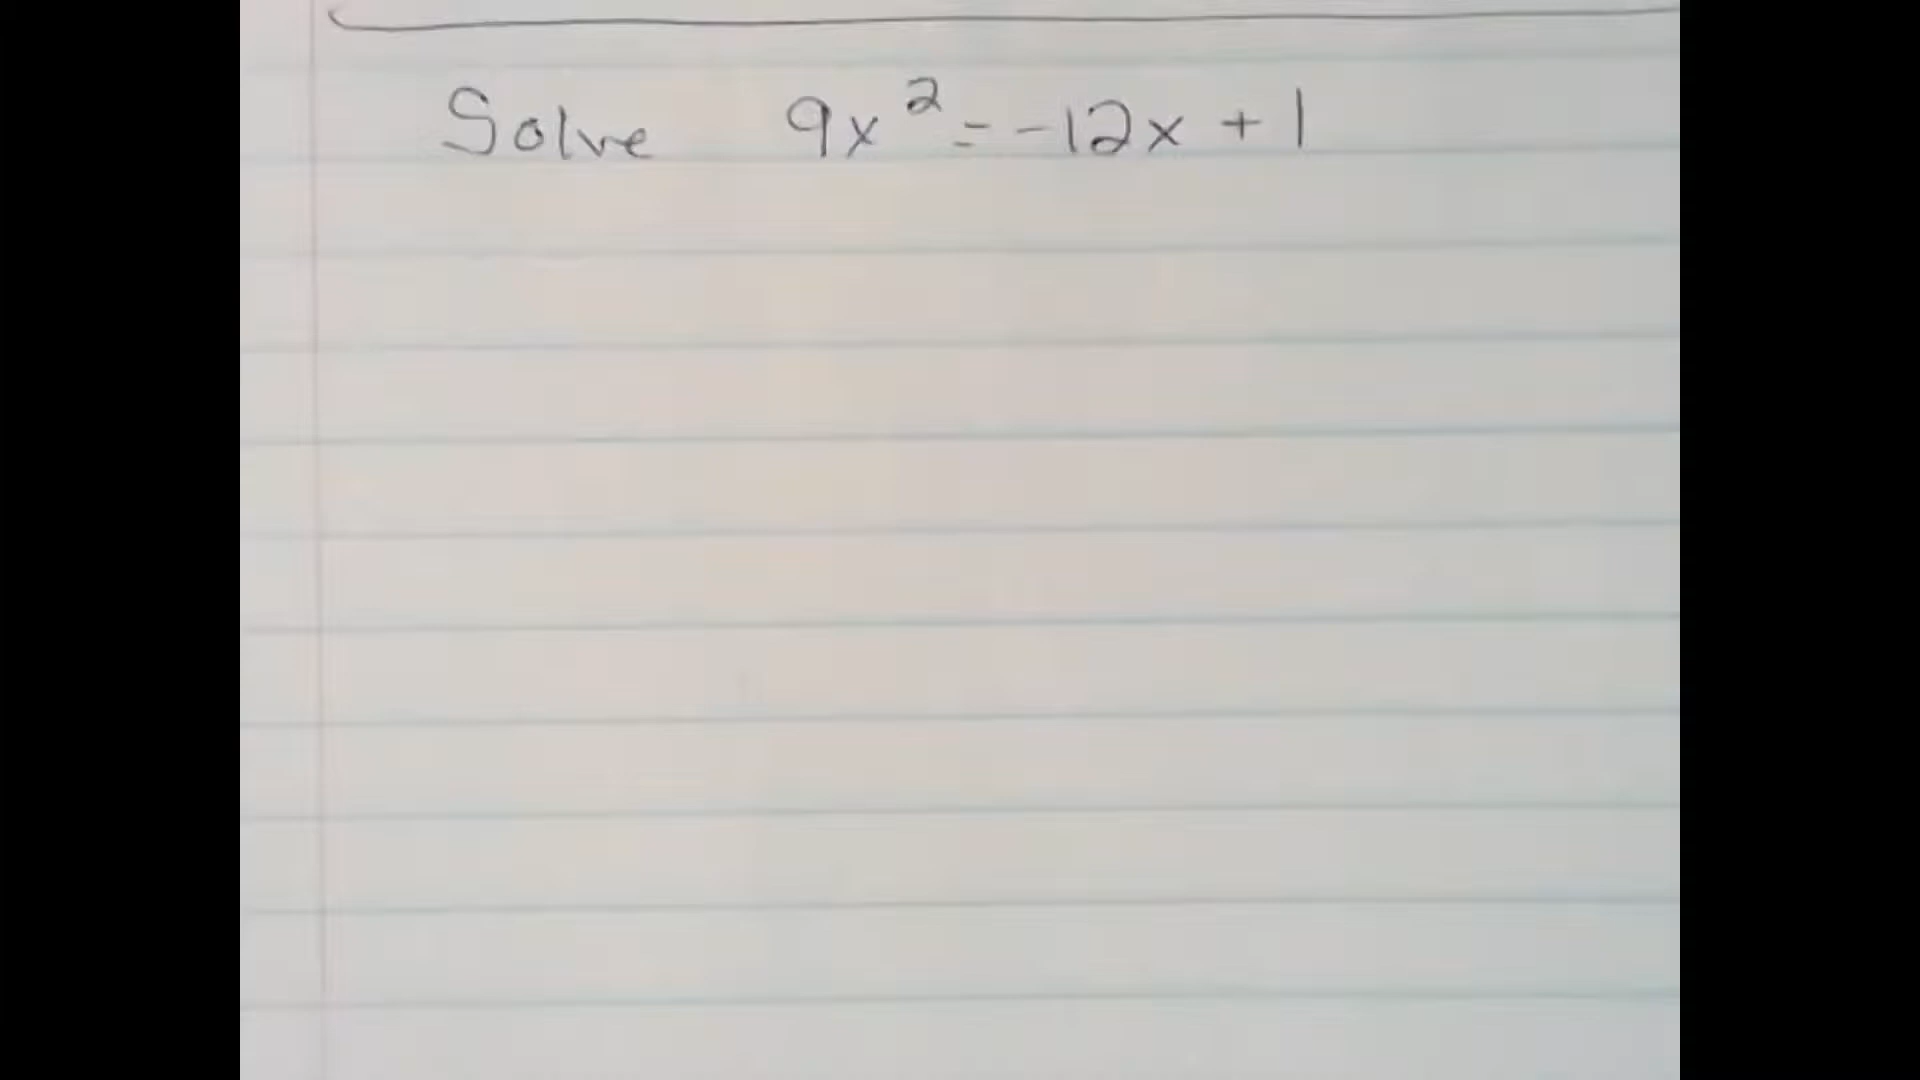 Solve 9x² = -12x + 1